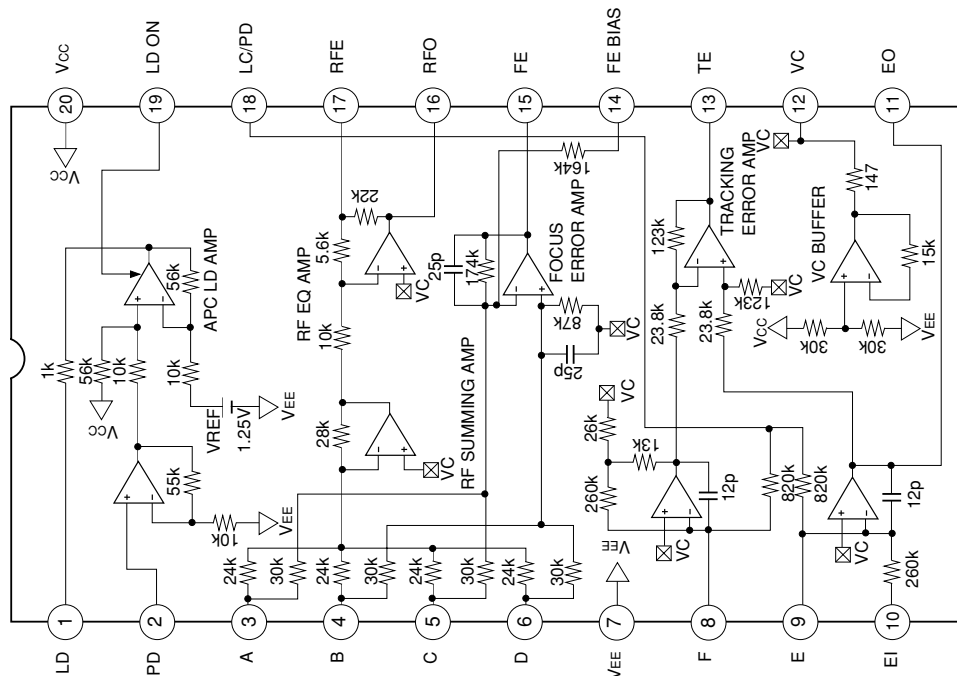 20
VCC
VCC
19
LD ON
18
LC/PD
17
RFE
16
RFO
15
FE
14
FE BIAS
13
TE
12
VC
11
EO
1k
56k
VCC
10k
10k
56k
APC LD AMP
VREF
1.25V
VEE
55k
10k
VEE
28k
10k
5.6k
22k
RF EQ AMP
VC
VC
RF SUMMING AMP
25p
174k
164k
FOCUS
ERROR AMP
87k
25p
VC
24k
30k
24k
30k
24k
30k
24k
30k
VEE
260k
26k
VC
13k
12p
VC
23.8k
123k
23.8k
123k
VC
TRACKING
ERROR AMP
820k
820k
VC
12p
260k
VCC
30k
30k
VEE
VC BUFFER
15k
147
VC
1
LD
2
PD
3
A
4
B
5
C
6
D
7
VEE
8
F
9
E
10
EI
+
−
+
−
+
−
−
+
−
+
−
+
−
+
−
+
−
+
+
−